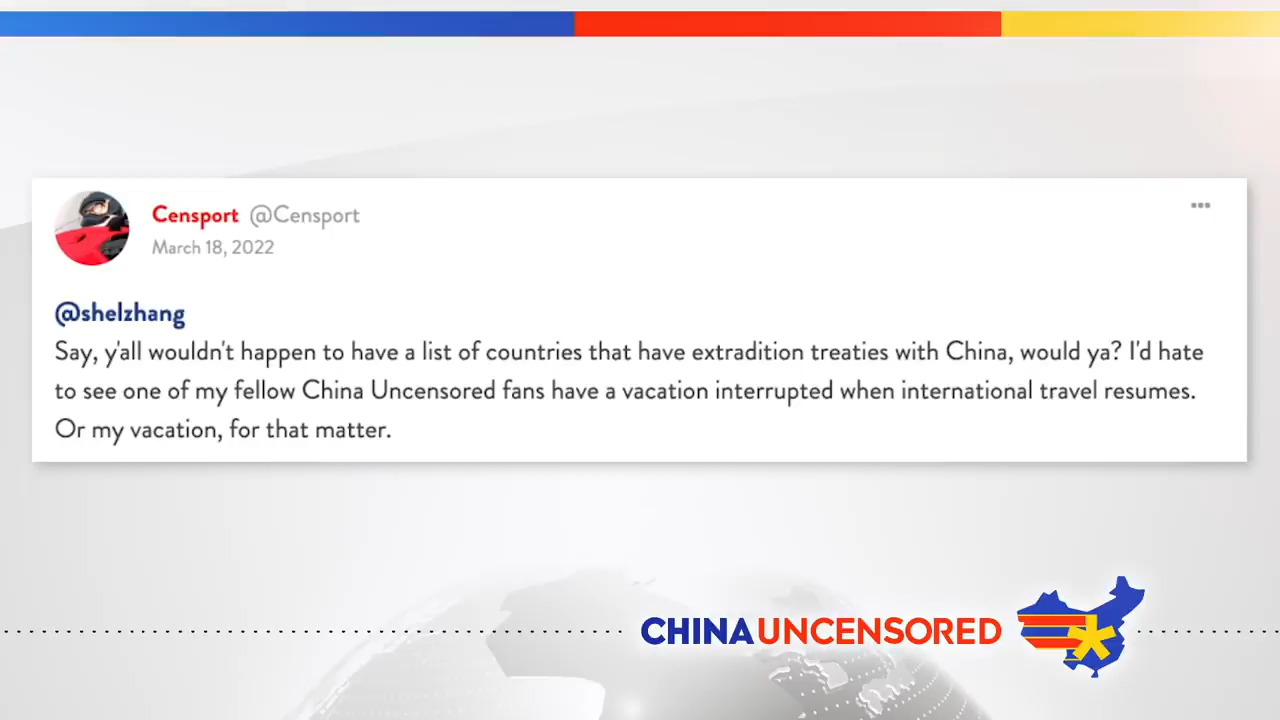 Censport @Censport
March 18, 2022
@shelzhang
Say, y'all wouldn't happen to have a list of countries that have extradition treaties with China, would ya? I'd hate
to see one of my fellow China Uncensored fans have a vacation interrupted when international travel resumes.
Or my vacation, for that matter.
CHINAUNCENSORED